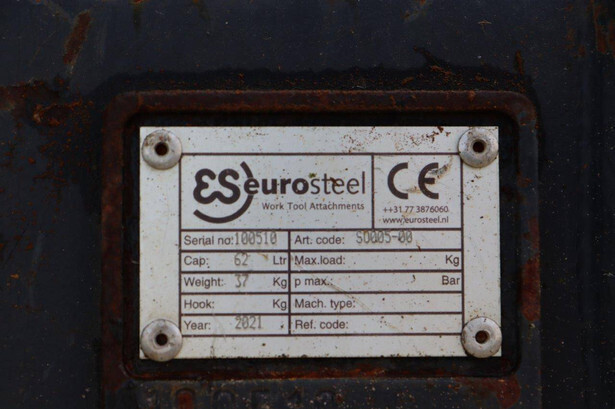 ES eurosteel
Work Tool Attachments
CE
++31 77 3876060
www.eurosteel.nl
Serial no: 100510 Art. code: S0005-00
Cap: 62 Ltr Max.load: Kg
Weight: 37 Kg p max.: Bar
Hook: Kg Mach. type:
Year: 2021 Ref. code: